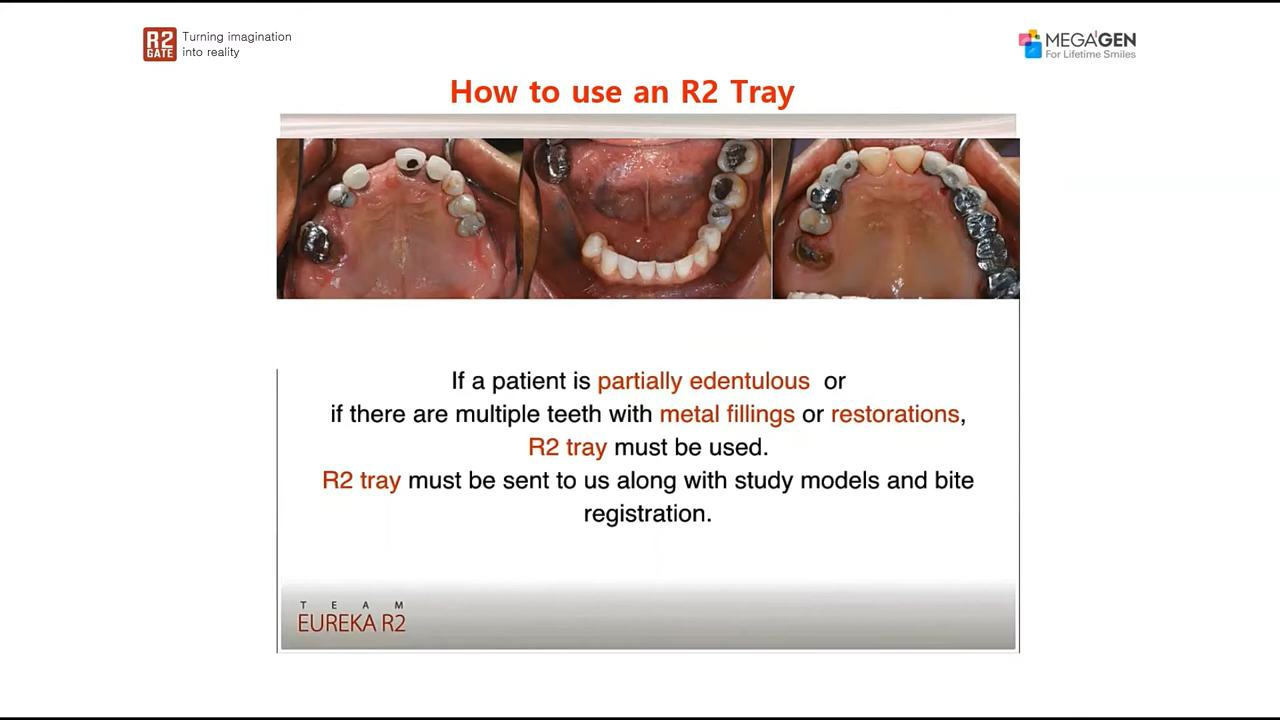 R2
GATE
Turning imagination
into reality
MEGA'GEN
For Lifetime Smiles
How to use an R2 Tray
If a patient is partially edentulous or
if there are multiple teeth with metal fillings or restorations,
R2 tray must be used.
R2 tray must be sent to us along with study models and bite
registration.
T E A M
EUREKA R2